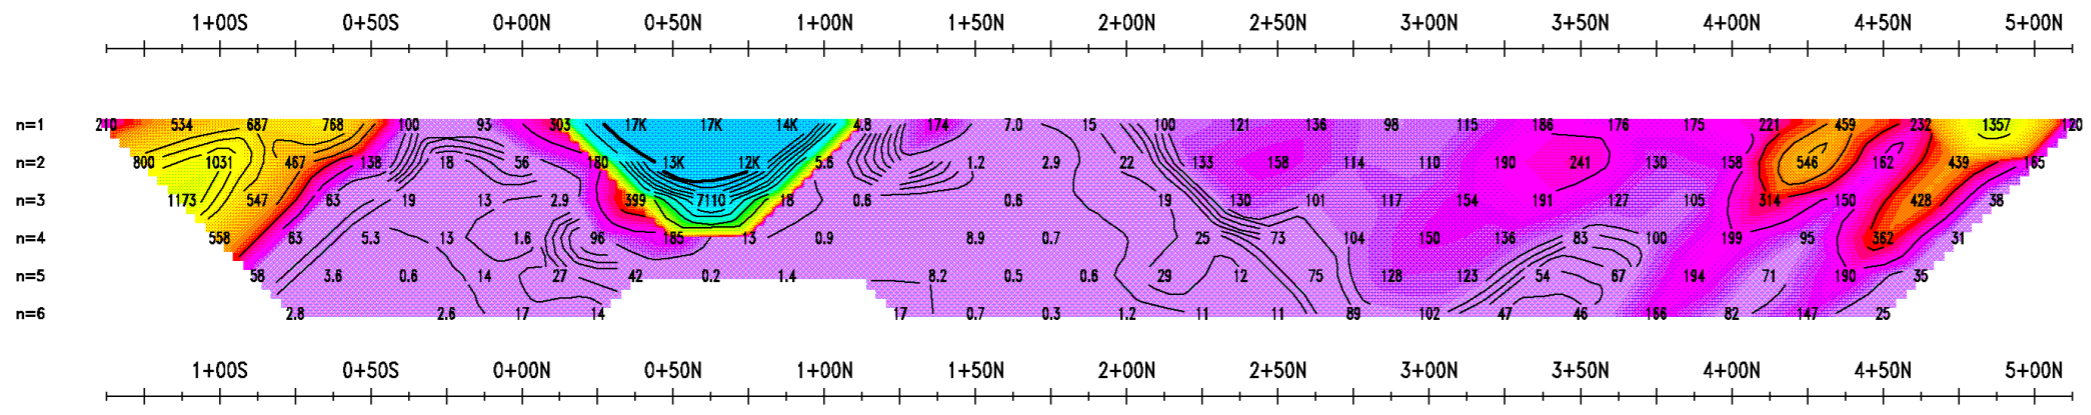 1+00S 0+50S 0+00N 0+50N 1+00N 1+50N 2+00N 2+50N 3+00N 3+50N 4+00N 4+50N 5+00N
n=1 210 534 687 768 100 93 303 17K 17K 14K 4.8 174 7.0 15 100 121 136 98 115 186 176 175 221 459 232 1357 120
n=2 800 1031 467 138 18 56 180 13K 12K 5.6 1.2 2.9 22 133 158 114 110 190 241 130 158 546 162 439 165
n=3 1173 547 63 19 13 2.9 399 7110 18 0.6 0.6 19 130 101 117 154 191 127 105 314 150 428 38
n=4 558 63 5.3 13 1.6 96 185 13 0.9 8.9 0.7 25 73 104 150 136 83 100 199 95 362 31
n=5 58 3.6 0.6 14 27 42 0.2 1.4 8.2 0.5 0.6 29 12 75 128 123 54 67 194 71 190 35
n=6 2.8 2.6 17 14 17 0.7 0.3 1.2 11 11 89 102 47 46 166 82 147 25
1+00S 0+50S 0+00N 0+50N 1+00N 1+50N 2+00N 2+50N 3+00N 3+50N 4+00N 4+50N 5+00N